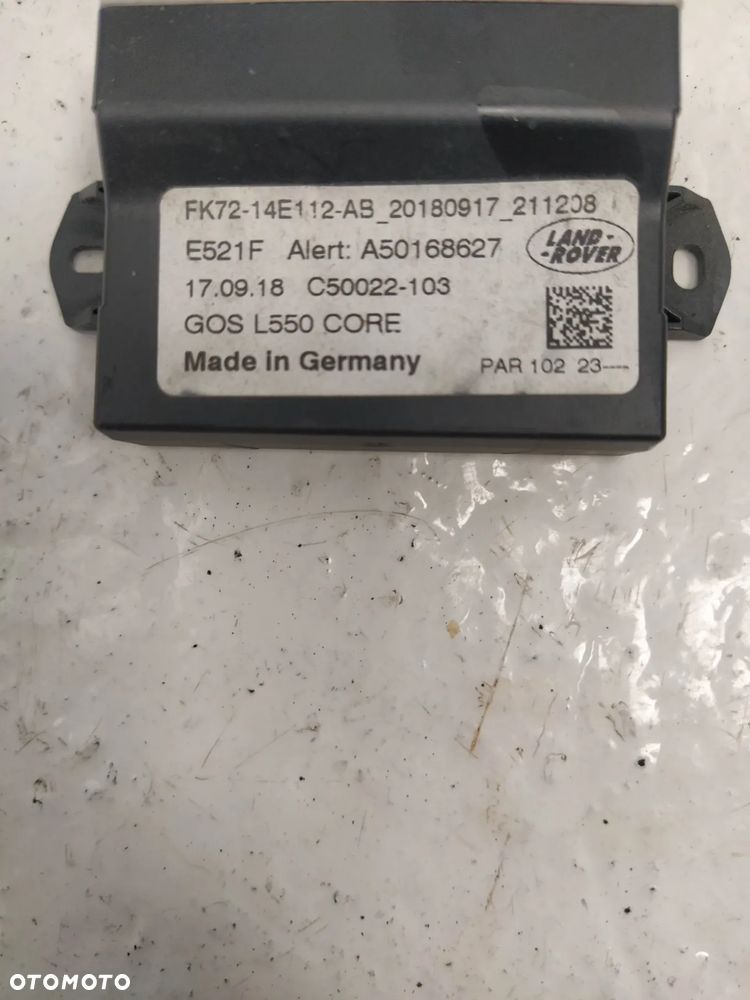 FK72-14E112-AB_20180917_211208
E521F Alert: A50168627
LAND-
-ROVER
17.09.18 C50022-103
GOS L550 CORE
Made in Germany
PAR 102 23----
OTOMOTO